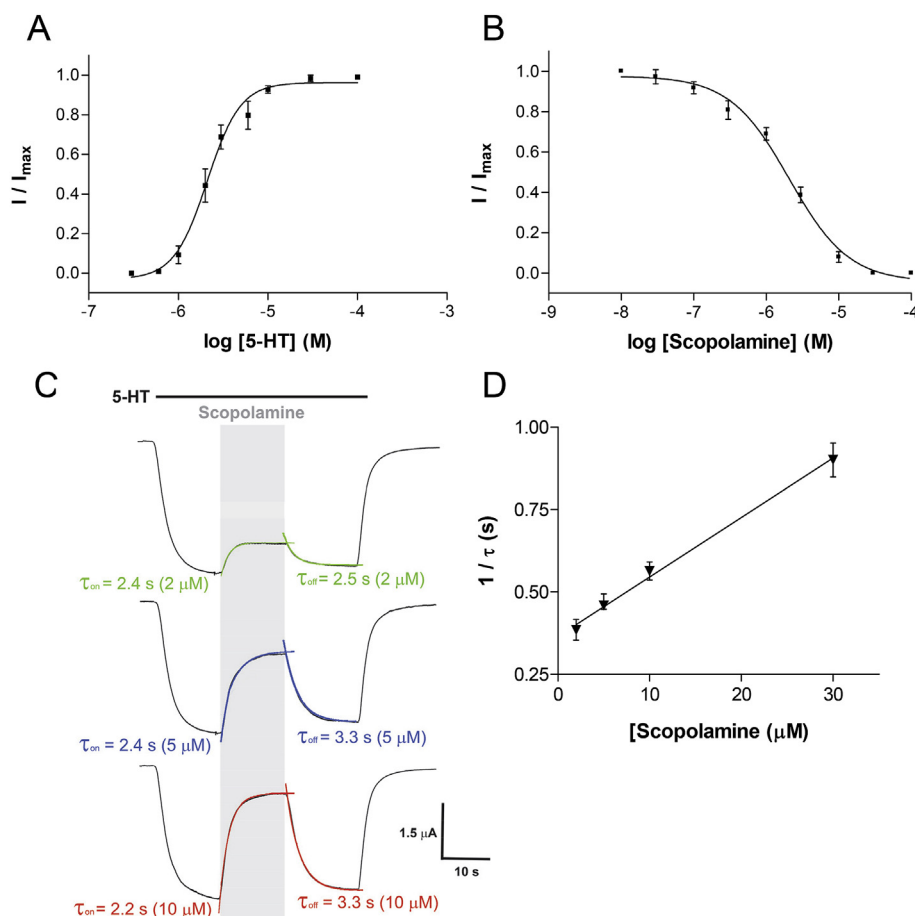 A
1.0
0.8
0.6
0.4
0.2
0.0
I / Imax
-7 -6 -5 -4 -3
log [5-HT] (M)
B
1.0
0.8
0.6
0.4
0.2
0.0
I / Imax
-9 -8 -7 -6 -5 -4
log [Scopolamine] (M)
C
5-HT
Scopolamine
τon = 2.4 s (2 μM) τoff = 2.5 s (2 μM)
τon = 2.4 s (5 μM) τoff = 3.3 s (5 μM)
τon = 2.2 s (10 μM) τoff = 3.3 s (10 μM)
1.5 μA
10 s
D
1.00
0.75
0.50
0.25
1 / τ (s)
0 10 20 30
[Scopolamine (μM)